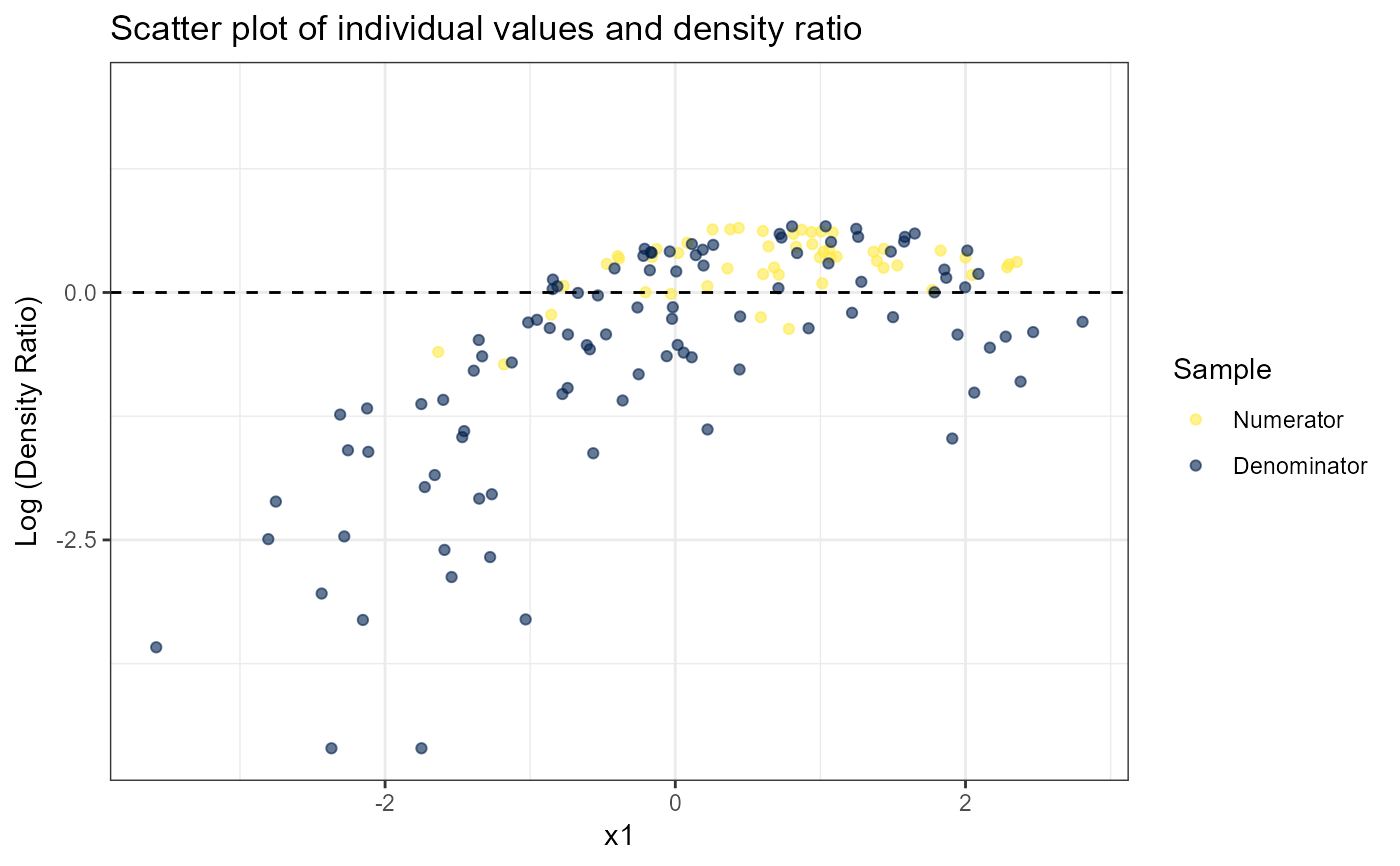 Scatter plot of individual values and density ratio
Log (Density Ratio)
0.0
-2.5
-2
0
2
x1
Sample
Numerator
Denominator